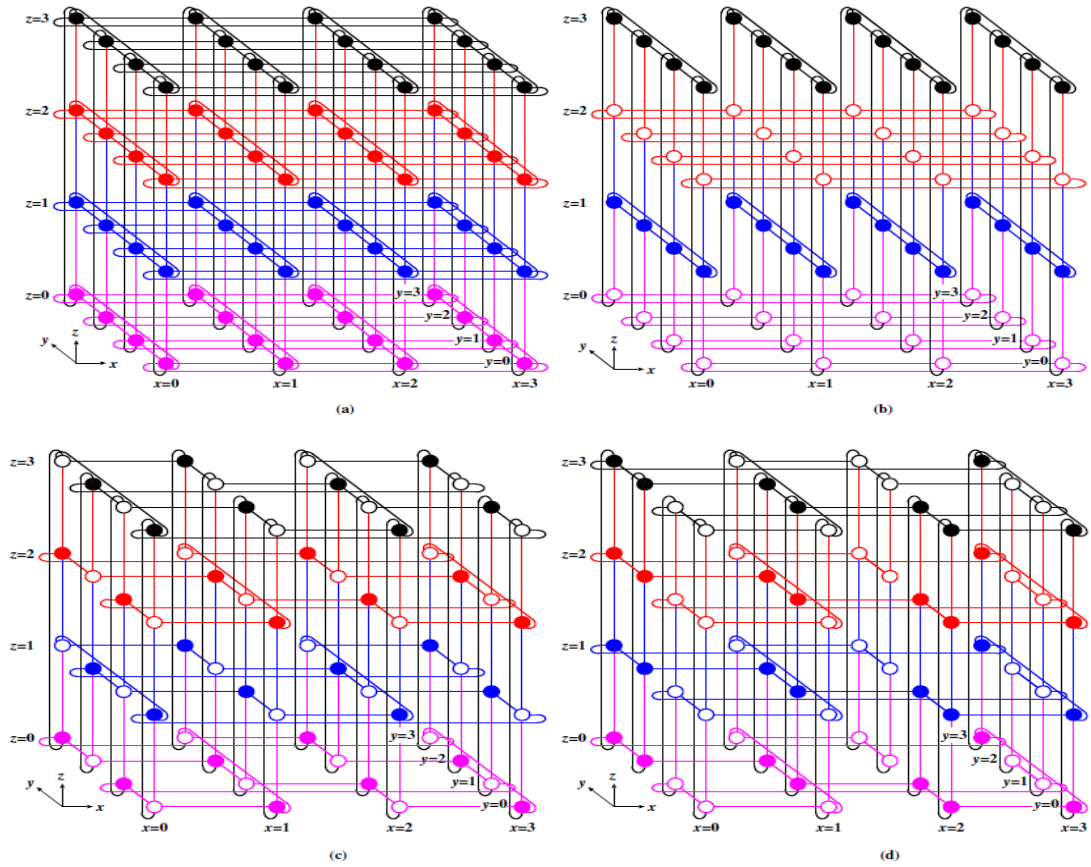 z=3
z=2
z=1
z=0
y=3
y=2
y=1
y=0
y
z
x
x=0 x=1 x=2 x=3
(a)
z=3
z=2
z=1
z=0
y=3
y=2
y=1
y=0
y
z
x
x=0 x=1 x=2 x=3
(b)
z=3
z=2
z=1
z=0
y=3
y=2
y=1
y=0
y
z
x
x=0 x=1 x=2 x=3
(c)
z=3
z=2
z=1
z=0
y=3
y=2
y=1
y=0
y
z
x
x=0 x=1 x=2 x=3
(d)